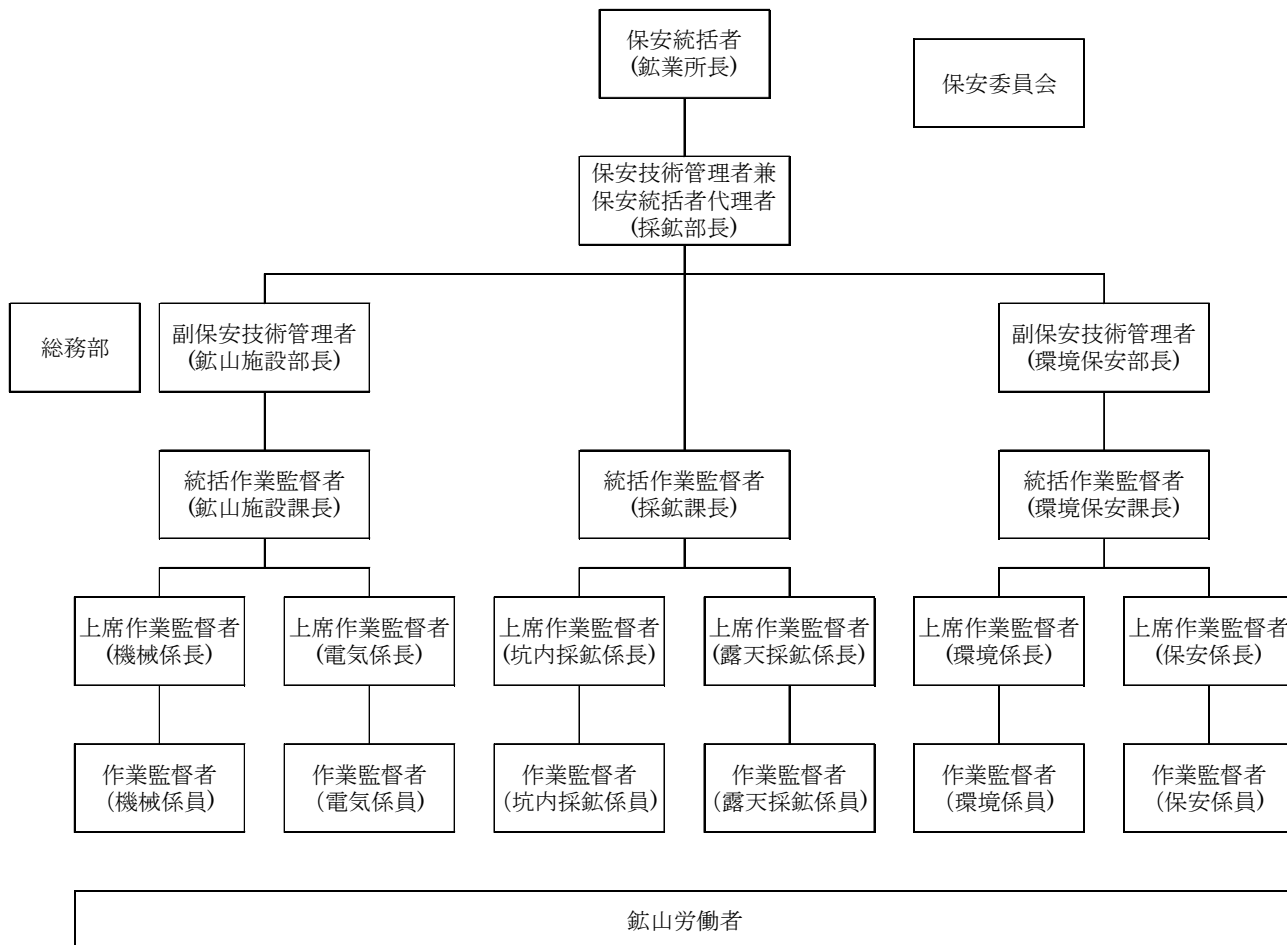 保安統括者
(鉱業所長)
保安委員会
保安技術管理者兼
保安統括者代理者
(採鉱部長)
総務部
副保安技術管理者
(鉱山施設部長)
副保安技術管理者
(環境保安部長)
統括作業監督者
(鉱山施設課長)
統括作業監督者
(採鉱課長)
統括作業監督者
(環境保安課長)
上席作業監督者
(機械係長)
上席作業監督者
(電気係長)
上席作業監督者
(坑内採鉱係長)
上席作業監督者
(露天採鉱係長)
上席作業監督者
(環境係長)
上席作業監督者
(保安係長)
作業監督者
(機械係員)
作業監督者
(電気係員)
作業監督者
(坑内採鉱係員)
作業監督者
(露天採鉱係員)
作業監督者
(環境係員)
作業監督者
(保安係員)
鉱山労働者